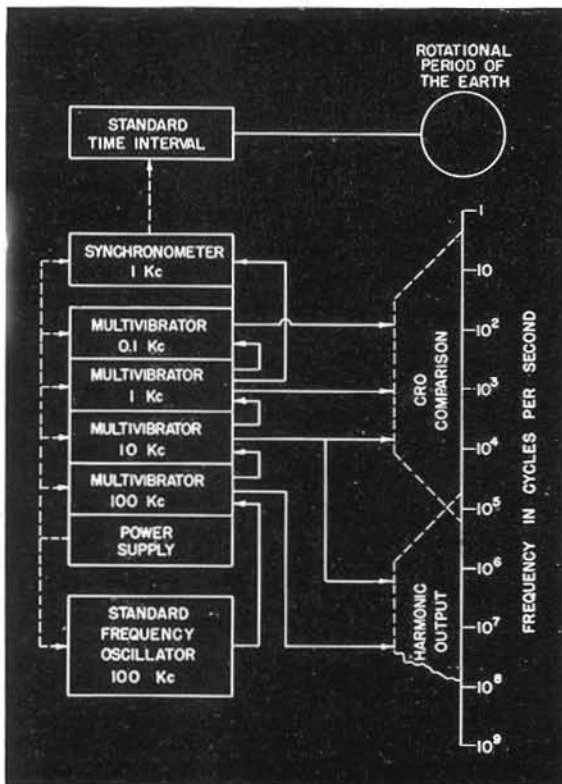 ROTATIONAL
PERIOD OF
THE EARTH
STANDARD
TIME INTERVAL
SYNCHRONOMETER
1 Kc
MULTIVIBRATOR
0.1 Kc
MULTIVIBRATOR
1 Kc
MULTIVIBRATOR
10 Kc
MULTIVIBRATOR
100 Kc
POWER
SUPPLY
STANDARD
FREQUENCY
OSCILLATOR
100 Kc
CRO COMPARISON
HARMONIC
OUTPUT
1
10
10²
10³
10⁴
10⁵
10⁶
10⁷
10⁸
10⁹
FREQUENCY IN CYCLES PER SECOND